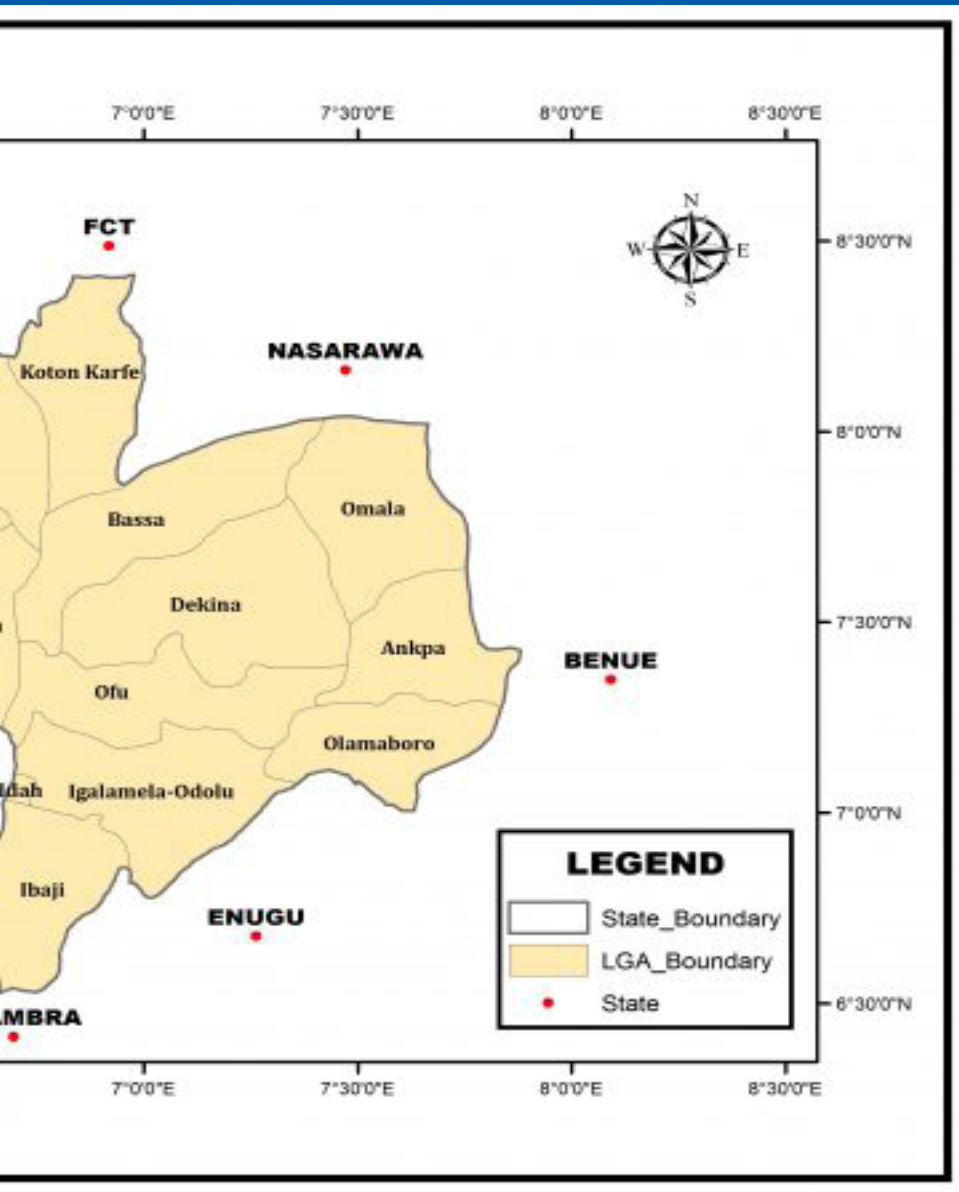 7°0'0"E 7°30'0"E 8°0'0"E 8°30'0"E
FCT
N
W E
S
8°30'0"N
NASARAWA
Koton Karfe
8°0'0"N
Omala
Bassa
Dekina
7°30'0"N
Ankpa
BENUE
Ofu
Olamaboro
Idah Igalamela-Odolu
7°0'0"N
LEGEND
Ibaji
ENUGU
State_Boundary
LGA_Boundary
State
6°30'0"N
AMBRA
7°0'0"E 7°30'0"E 8°0'0"E 8°30'0"E